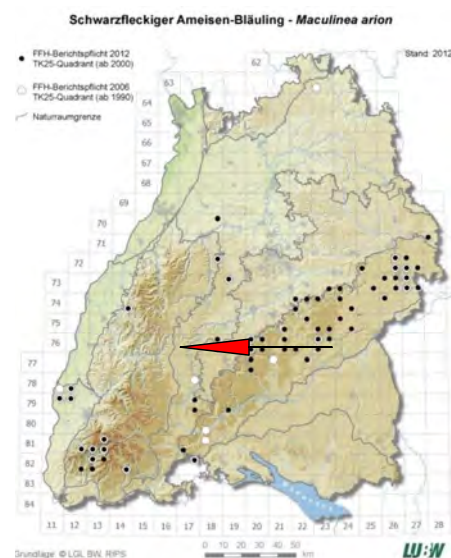 Schwarzfleckiger Ameisen-Bläuling - Maculinea arion
FFH-Berichtspflicht 2012
TK25-Quadrant (ab 2000)
FFH-Berichtspflicht 2006
TK25-Quadrant (ab 1990)
Naturraumgrenze
Stand: 2012
62
63
64
65
66
67
68
69
70
71
72
73
74
75
76
77
78
79
80
81
82
83
84
11 12 13 14 15 16 17 18 19 20 21 22 23 24 25 26 27 28
Grundlage: © LGL BW, RIPS
0 10 20 30 40 50 km
LU:W